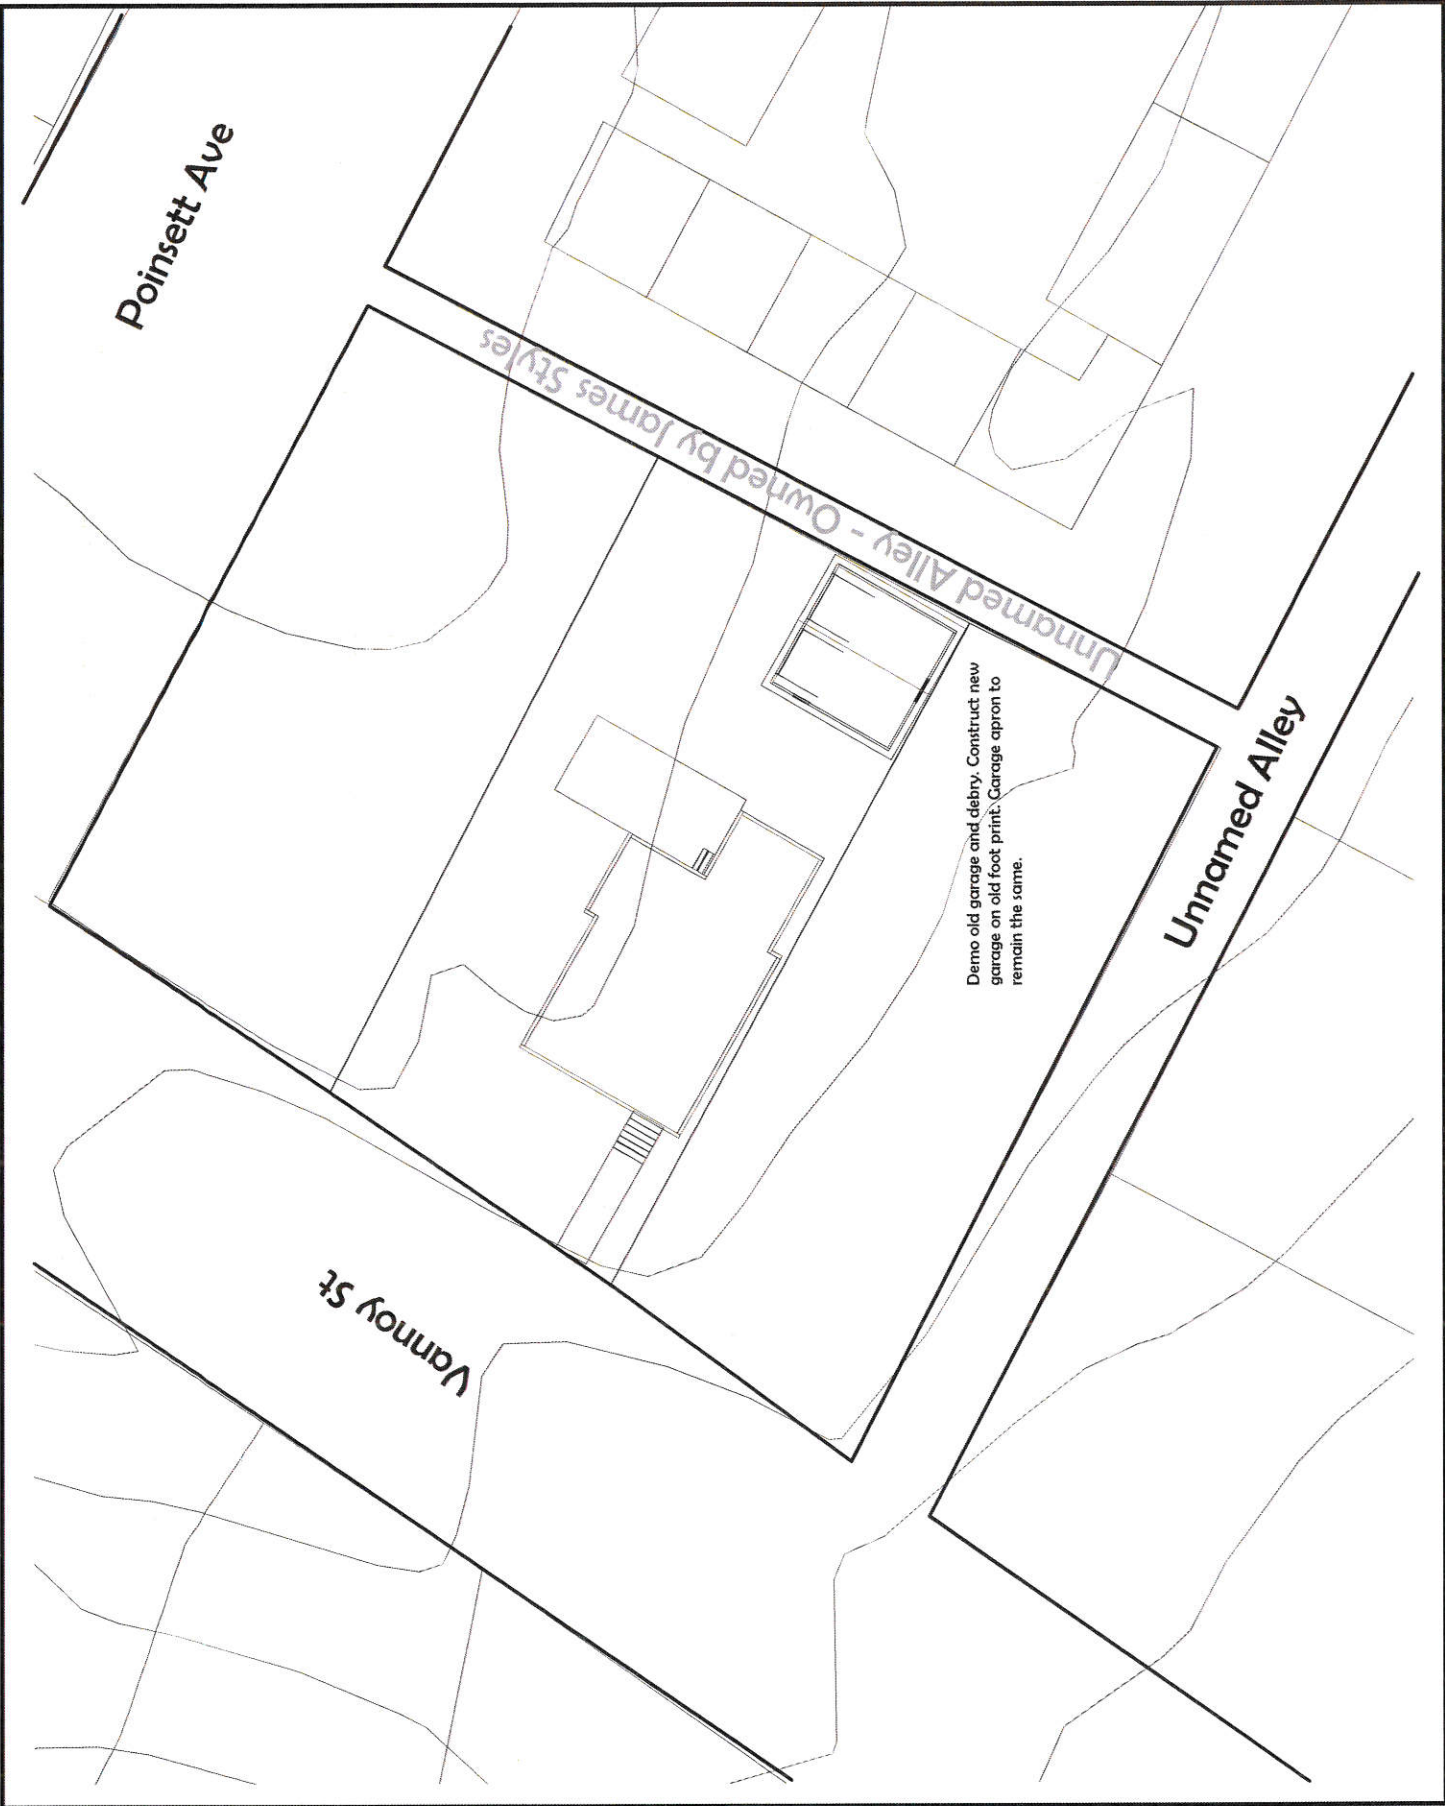 Poinsett Ave
Unnamed Alley - Owned by James Styles
Demo old garage and debry. Construct new
garage on old foot print. Garage apron to
remain the same.
Unnamed Alley
Vannoy St